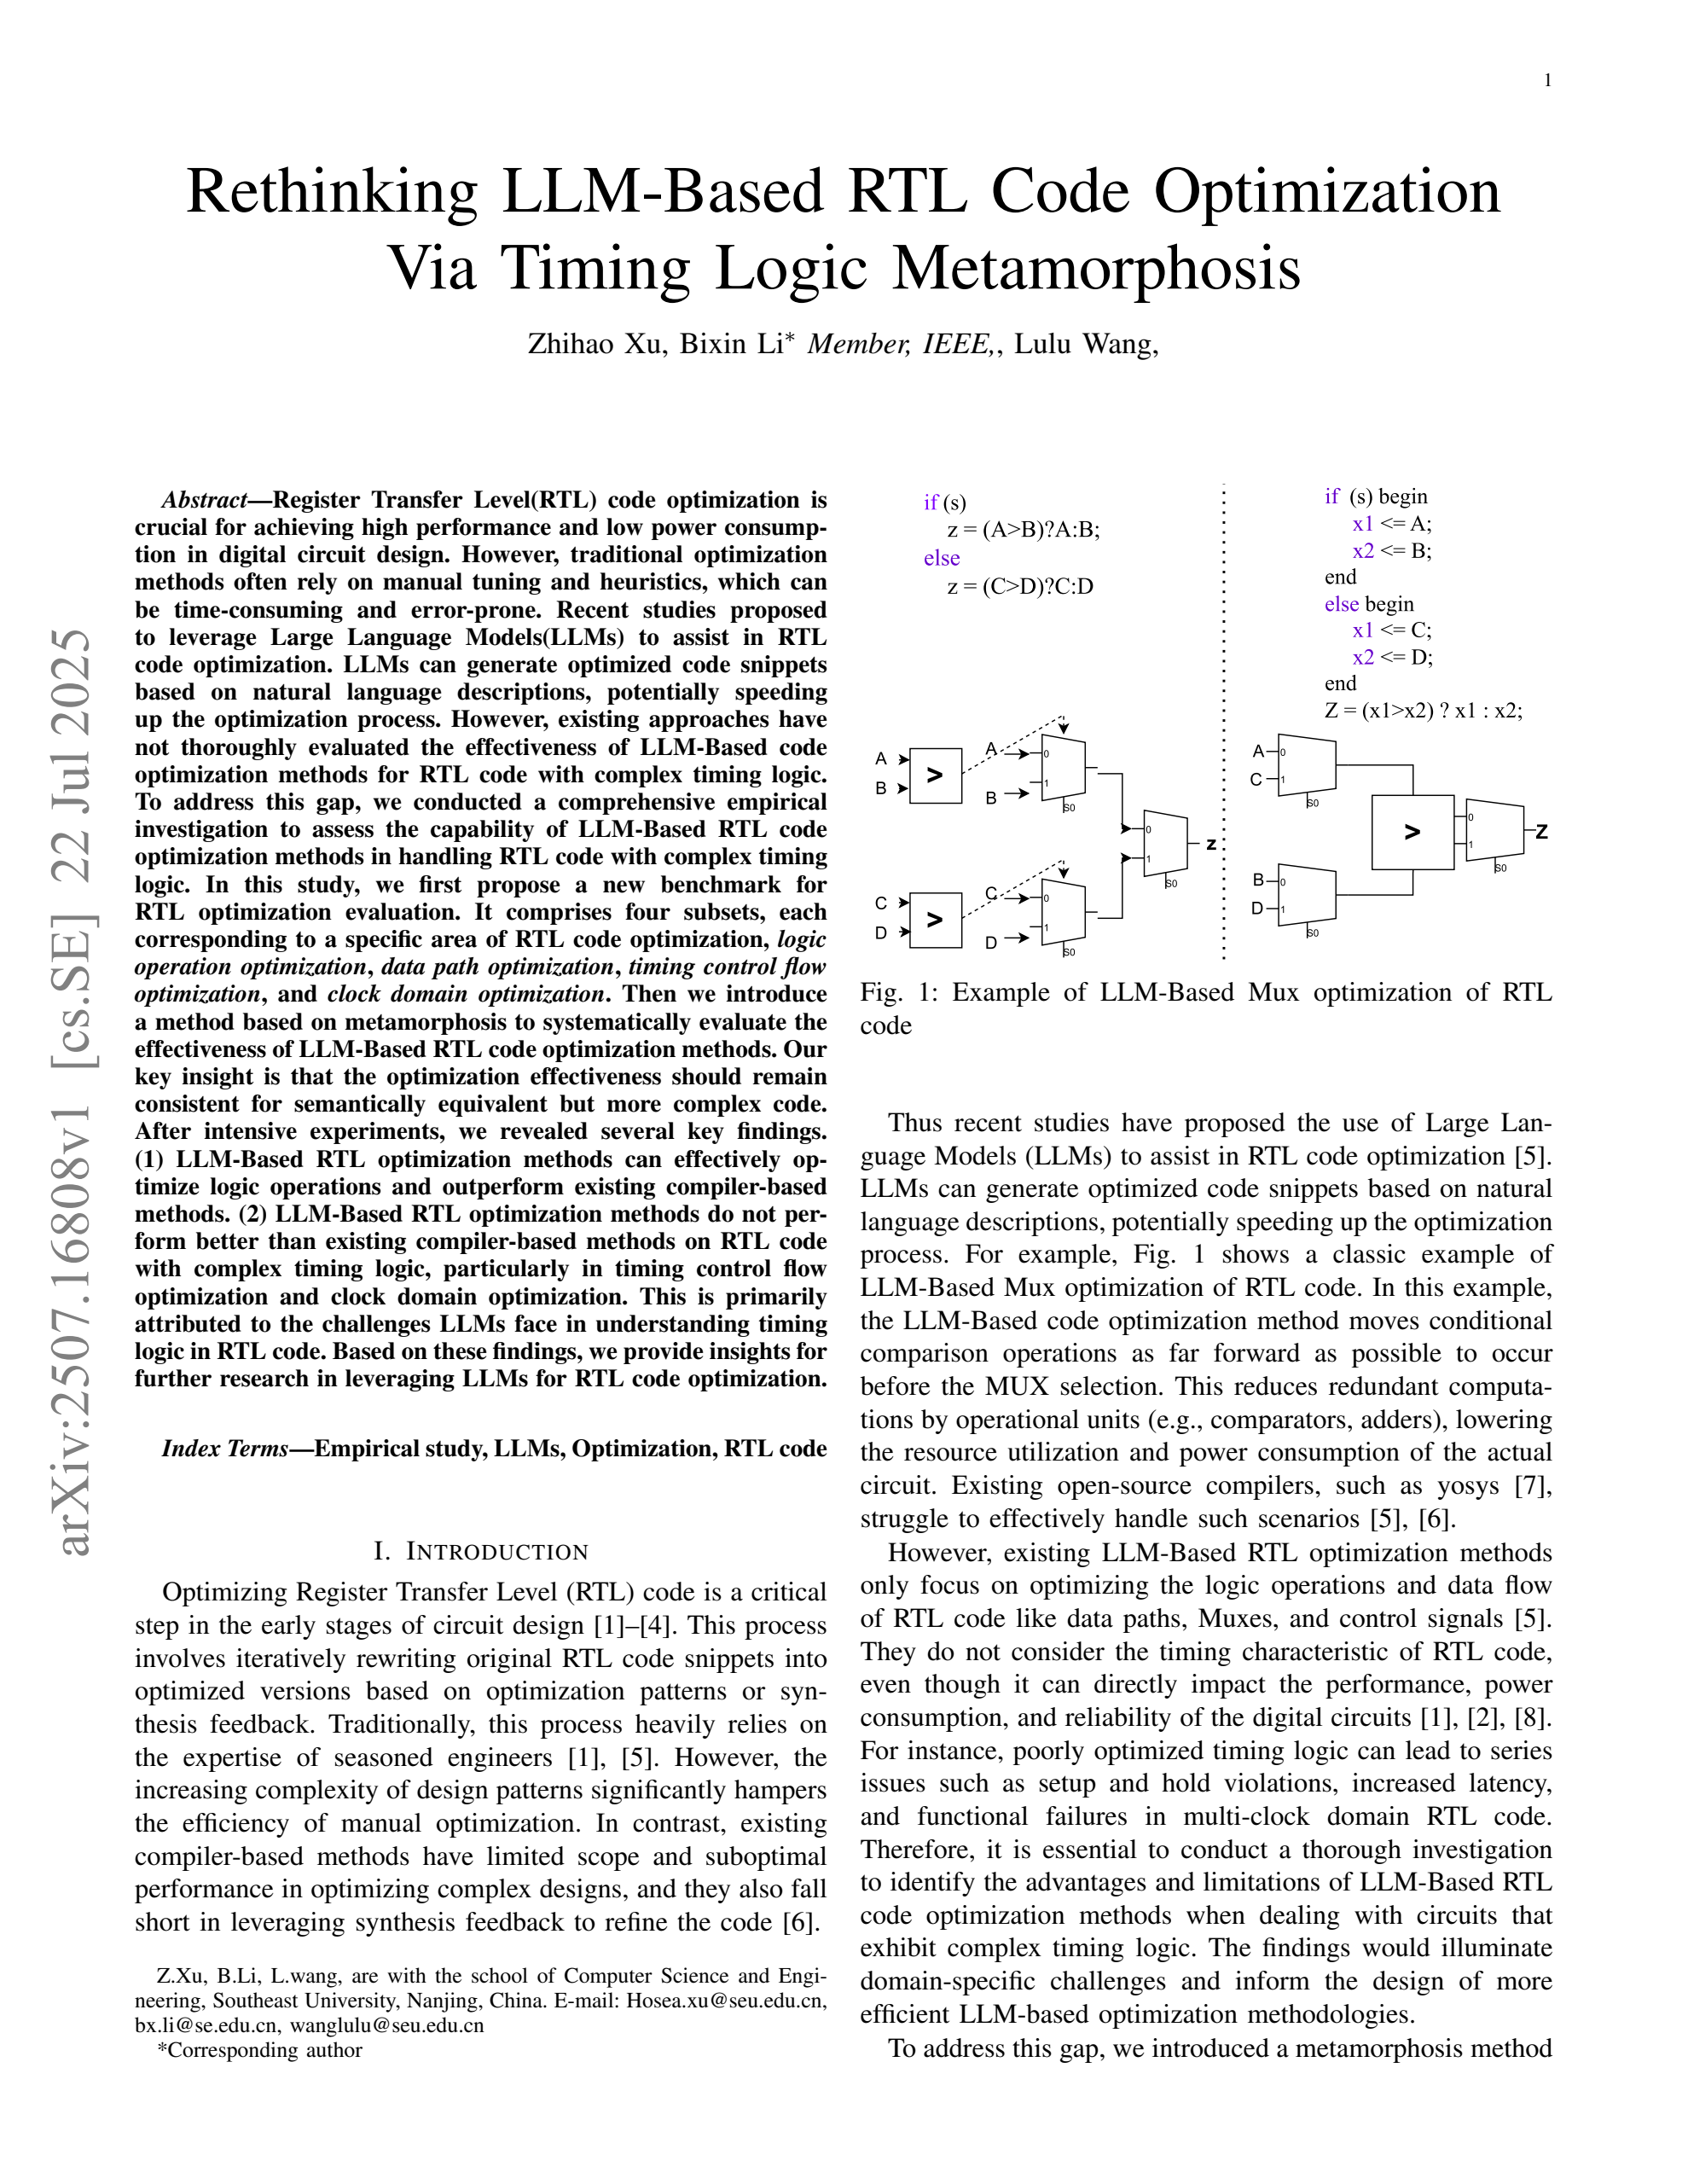 1
Rethinking LLM-Based RTL Code Optimization
Via Timing Logic Metamorphosis
Zhihao Xu, Bixin Li* Member, IEEE,, Lulu Wang,
arXiv:2507.16808v1 [cs.SE] 22 Jul 2025
Abstract—Register Transfer Level(RTL) code optimization is
crucial for achieving high performance and low power consump-
tion in digital circuit design. However, traditional optimization
methods often rely on manual tuning and heuristics, which can
be time-consuming and error-prone. Recent studies proposed
to leverage Large Language Models(LLMs) to assist in RTL
code optimization. LLMs can generate optimized code snippets
based on natural language descriptions, potentially speeding
up the optimization process. However, existing approaches have
not thoroughly evaluated the effectiveness of LLM-Based code
optimization methods for RTL code with complex timing logic.
To address this gap, we conducted a comprehensive empirical
investigation to assess the capability of LLM-Based RTL code
optimization methods in handling RTL code with complex timing
logic. In this study, we first propose a new benchmark for
RTL optimization evaluation. It comprises four subsets, each
corresponding to a specific area of RTL code optimization, logic
operation optimization, data path optimization, timing control flow
optimization, and clock domain optimization. Then we introduce
a method based on metamorphosis to systematically evaluate the
effectiveness of LLM-Based RTL code optimization methods. Our
key insight is that the optimization effectiveness should remain
consistent for semantically equivalent but more complex code.
After intensive experiments, we revealed several key findings.
(1) LLM-Based RTL optimization methods can effectively op-
timize logic operations and outperform existing compiler-based
methods. (2) LLM-Based RTL optimization methods do not per-
form better than existing compiler-based methods on RTL code
with complex timing logic, particularly in timing control flow
optimization and clock domain optimization. This is primarily
attributed to the challenges LLMs face in understanding timing
logic in RTL code. Based on these findings, we provide insights for
further research in leveraging LLMs for RTL code optimization.
Index Terms—Empirical study, LLMs, Optimization, RTL code
I. INTRODUCTION
Optimizing Register Transfer Level (RTL) code is a critical
step in the early stages of circuit design [1]–[4]. This process
involves iteratively rewriting original RTL code snippets into
optimized versions based on optimization patterns or syn-
thesis feedback. Traditionally, this process heavily relies on
the expertise of seasoned engineers [1], [5]. However, the
increasing complexity of design patterns significantly hampers
the efficiency of manual optimization. In contrast, existing
compiler-based methods have limited scope and suboptimal
performance in optimizing complex designs, and they also fall
short in leveraging synthesis feedback to refine the code [6].
Z.Xu, B.Li, L.wang, are with the school of Computer Science and Engi-
neering, Southeast University, Nanjing, China. E-mail: Hosea.xu@seu.edu.cn,
bx.li@se.edu.cn, wanglulu@seu.edu.cn
*Corresponding author
if (s)
z = (A>B)?A:B;
else
z = (C>D)?C:D
A
B
>
A
B
0
1
S0
C
D
>
C
D
0
1
S0
0
1
S0
z
if (s) begin
x1 <= A;
x2 <= B;
end
else begin
x1 <= C;
x2 <= D;
end
Z = (x1>x2) ? x1 : x2;
A
C
0
1
S0
B
D
0
1
S0
>
0
1
S0
Z
Fig. 1: Example of LLM-Based Mux optimization of RTL
code
Thus recent studies have proposed the use of Large Lan-
guage Models (LLMs) to assist in RTL code optimization [5].
LLMs can generate optimized code snippets based on natural
language descriptions, potentially speeding up the optimization
process. For example, Fig. 1 shows a classic example of
LLM-Based Mux optimization of RTL code. In this example,
the LLM-Based code optimization method moves conditional
comparison operations as far forward as possible to occur
before the MUX selection. This reduces redundant computa-
tions by operational units (e.g., comparators, adders), lowering
the resource utilization and power consumption of the actual
circuit. Existing open-source compilers, such as yosys [7],
struggle to effectively handle such scenarios [5], [6].
However, existing LLM-Based RTL optimization methods
only focus on optimizing the logic operations and data flow
of RTL code like data paths, Muxes, and control signals [5].
They do not consider the timing characteristic of RTL code,
even though it can directly impact the performance, power
consumption, and reliability of the digital circuits [1], [2], [8].
For instance, poorly optimized timing logic can lead to series
issues such as setup and hold violations, increased latency,
and functional failures in multi-clock domain RTL code.
Therefore, it is essential to conduct a thorough investigation
to identify the advantages and limitations of LLM-Based RTL
code optimization methods when dealing with circuits that
exhibit complex timing logic. The findings would illuminate
domain-specific challenges and inform the design of more
efficient LLM-based optimization methodologies.
To address this gap, we introduced a metamorphosis method